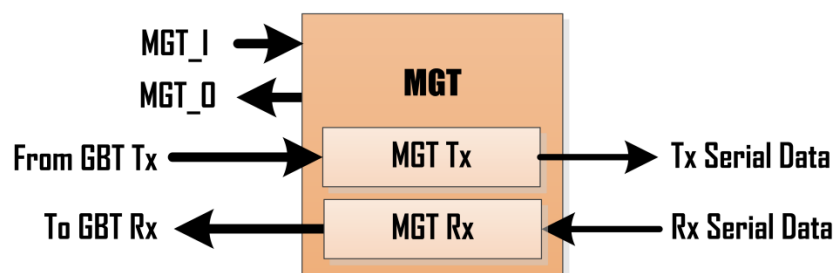 MGT_I
MGT
MGT_O
From GBT Tx MGT Tx Tx Serial Data
To GBT Rx MGT Rx Rx Serial Data